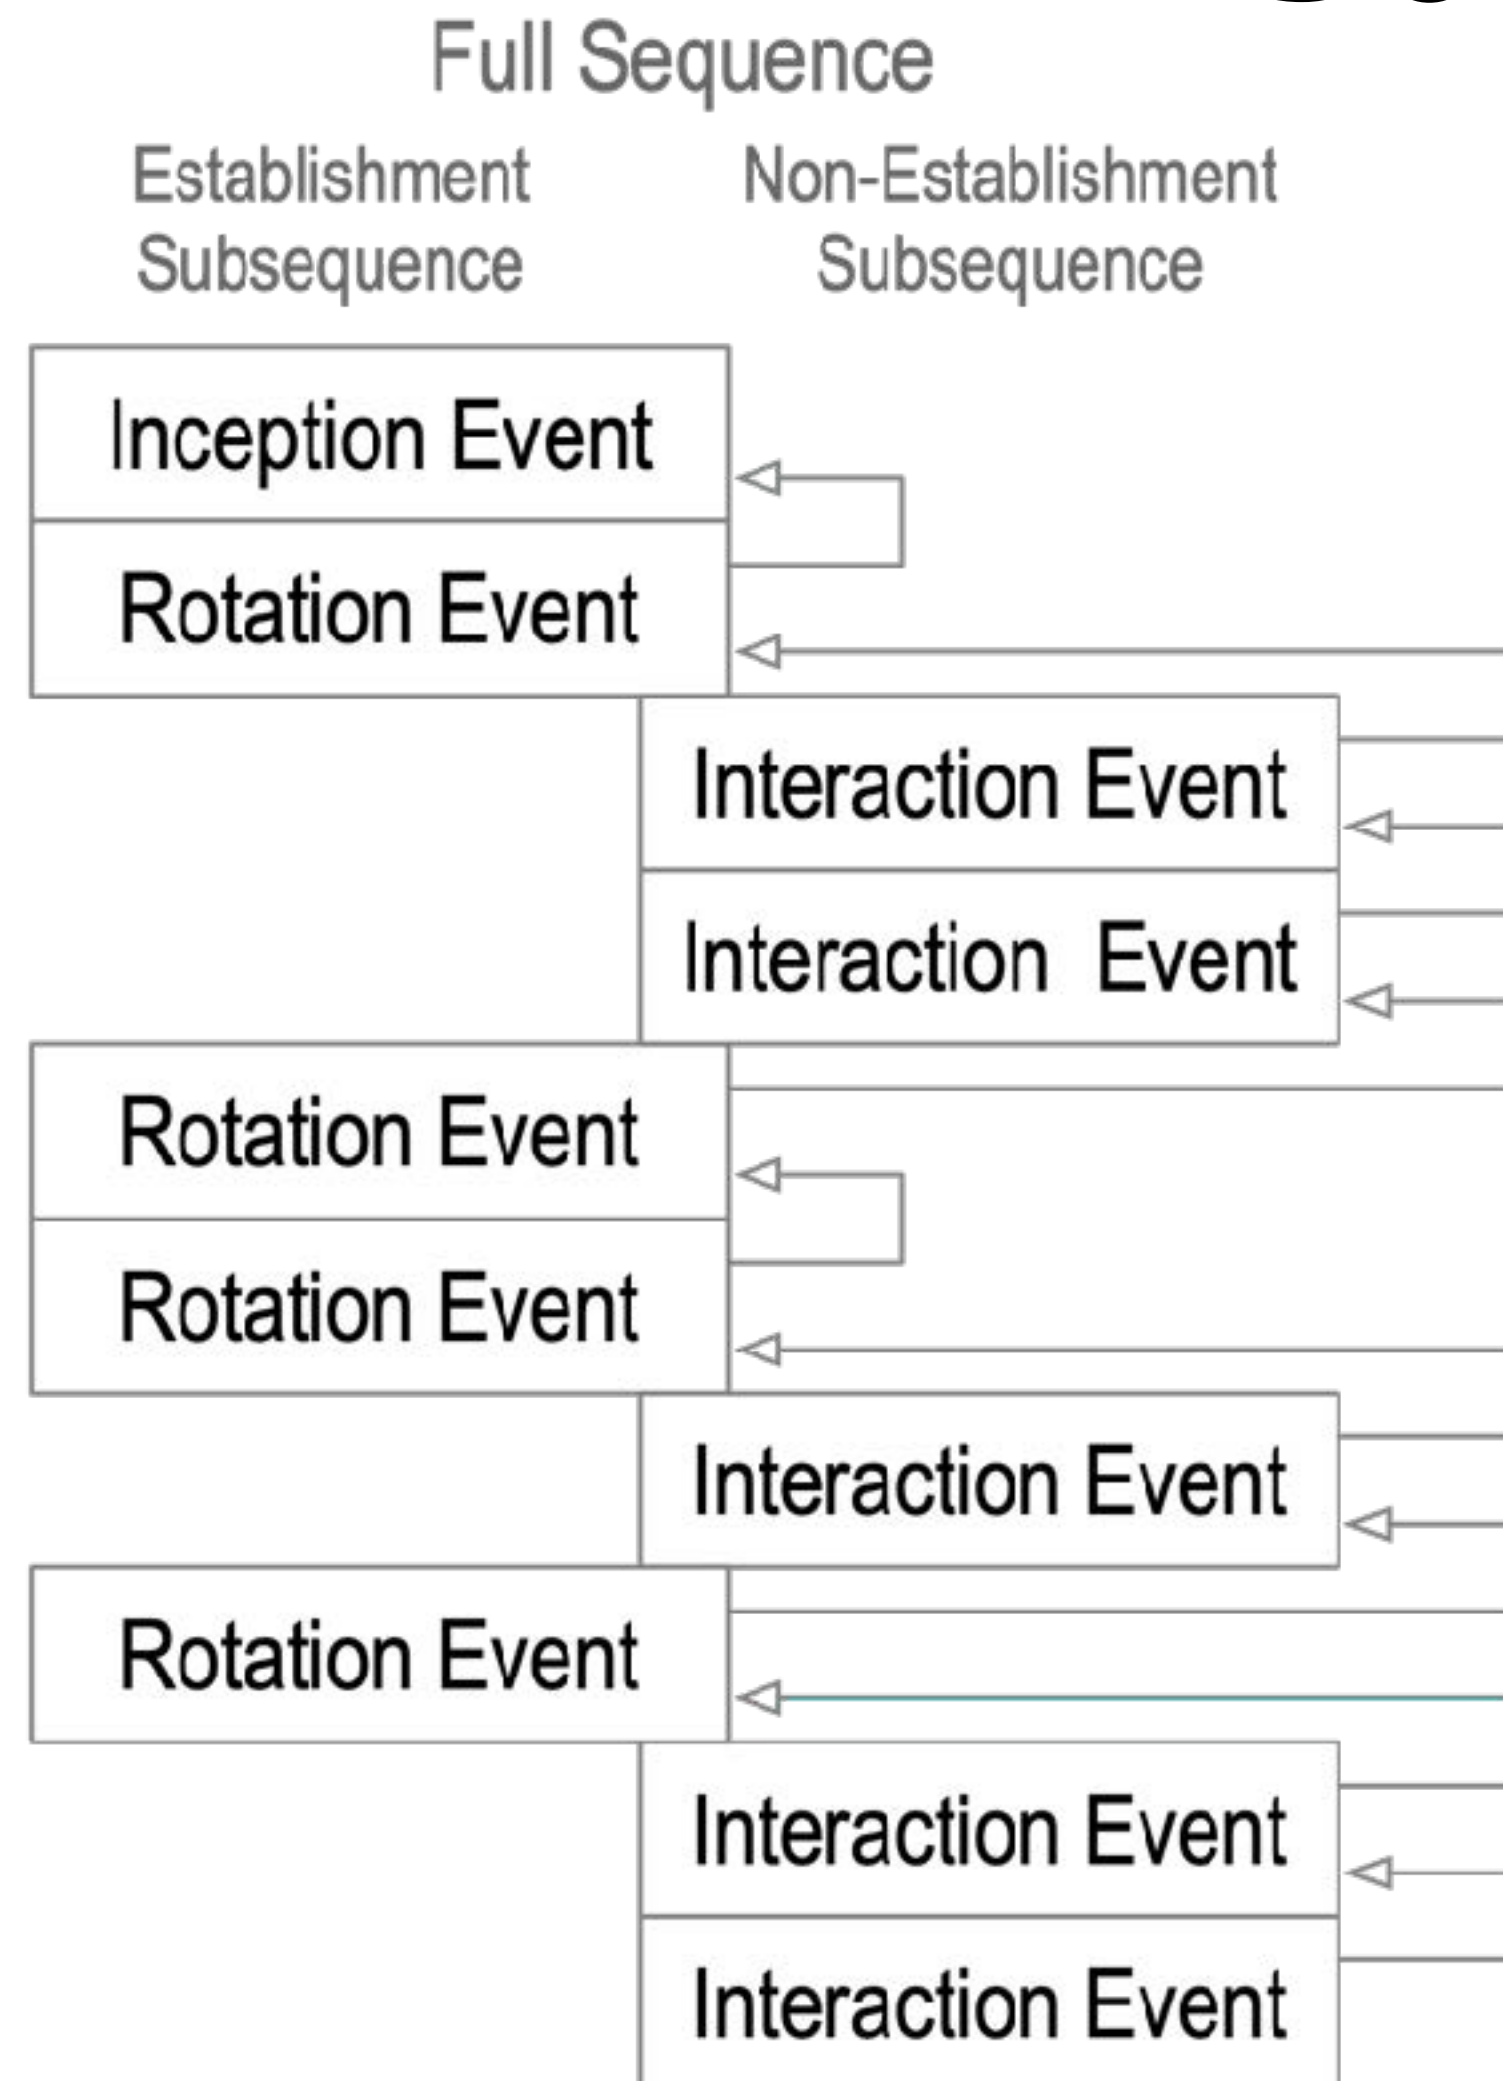 Full Sequence
Establishment
Subsequence
Non-Establishment
Subsequence
Inception Event
Rotation Event
Interaction Event
Interaction Event
Rotation Event
Rotation Event
Interaction Event
Rotation Event
Interaction Event
Interaction Event